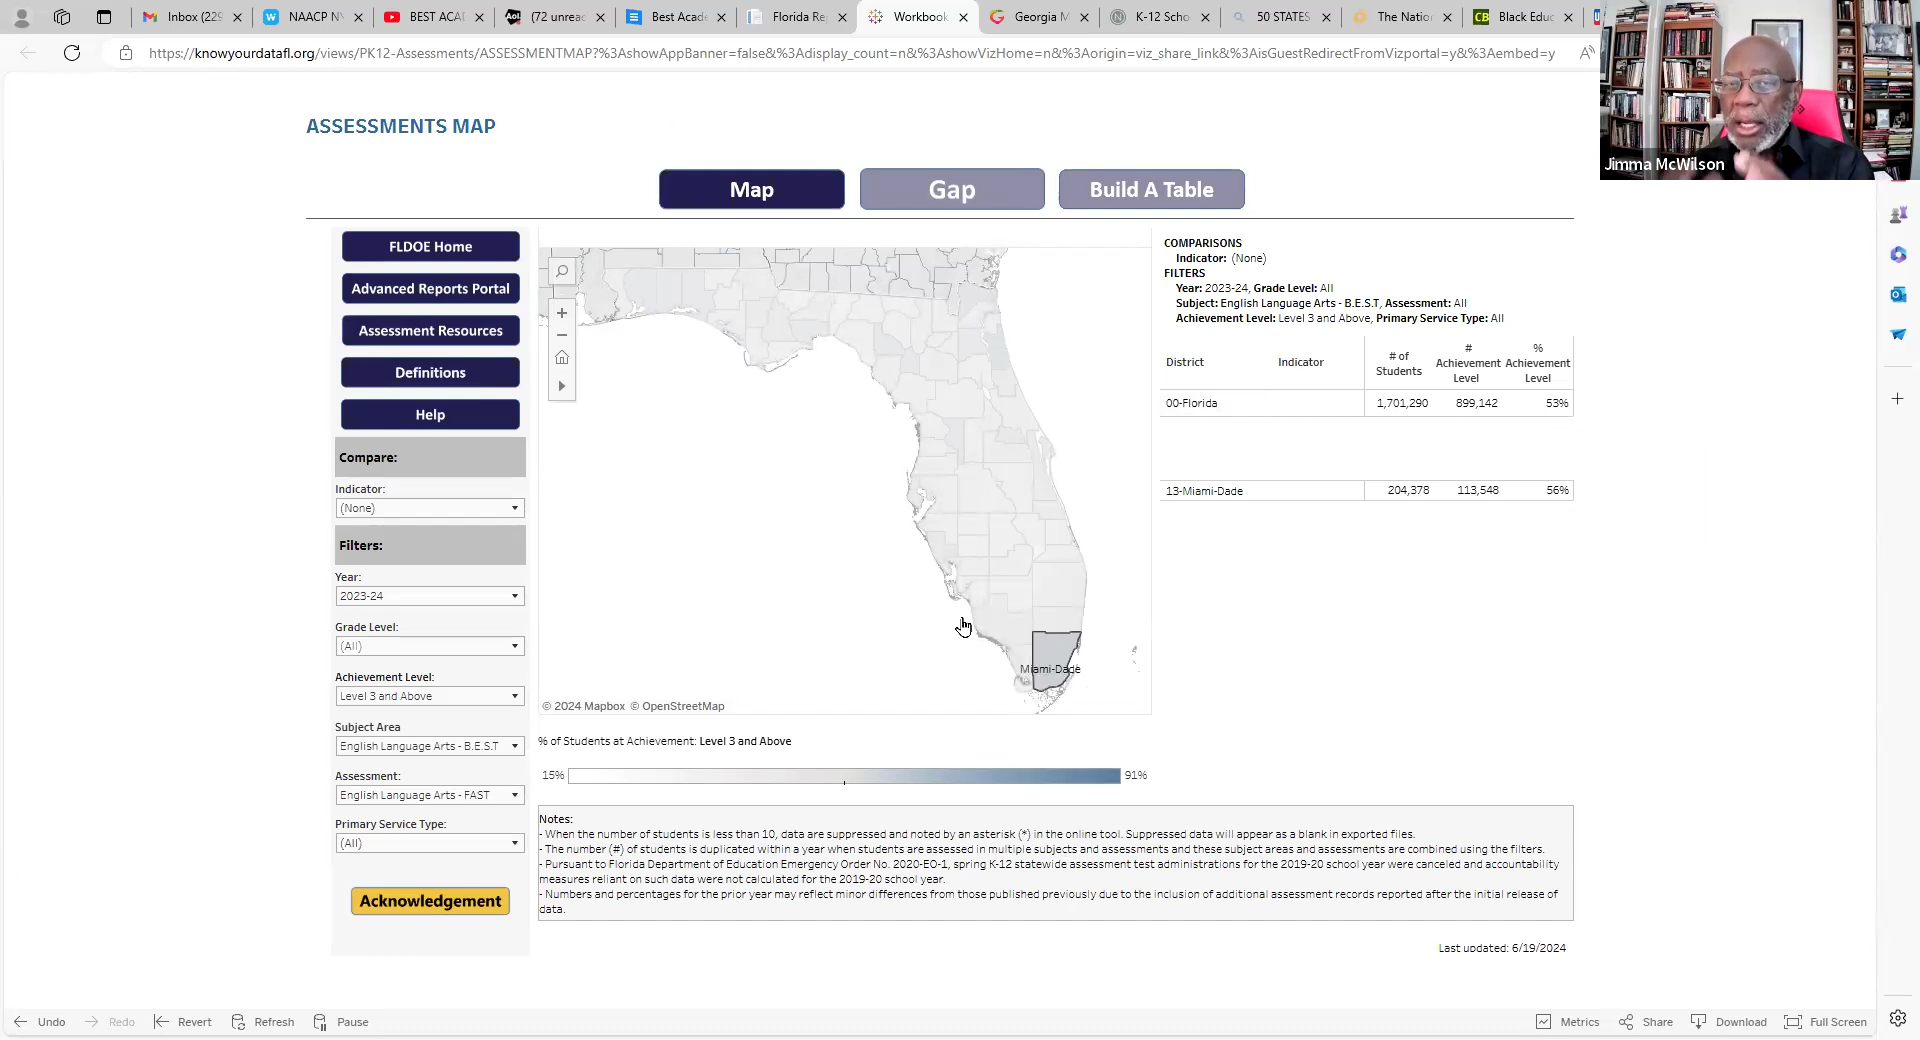 Inbox (229
NAACP NY
BEST ACAD
(72 unrea
Best Acade
Florida Re
Workbook
Georgia M
K-12 Scho
50 STATES
The Nation
Black Educ
https://knowyourdatafl.org/views/PK12-Assessments/ASSESSMENTMAP?%3AshowAppBanner=false&%3Adisplay_count=n&%3AshowVizHome=n&%3Aorigin=viz_share_link&%3AisGuestRedirectFromVizportal=y&%3Aembed=y
Jimma McWilson
ASSESSMENTS MAP
Map
Gap
Build A Table
FLDOE Home
Advanced Reports Portal
Assessment Resources
Definitions
Help
Compare:
Indicator:
(None)
Filters:
Year:
2023-24
Grade Level:
(All)
Achievement Level:
Level 3 and Above
Subject Area
English Language Arts - B.E.S.T
Assessment:
English Language Arts - FAST
Primary Service Type:
(All)
Acknowledgement
Miami-Dade
© 2024 Mapbox © OpenStreetMap
COMPARISONS
Indicator: (None)
FILTERS
Year: 2023-24, Grade Level: All
Subject: English Language Arts - B.E.S.T, Assessment: All
Achievement Level: Level 3 and Above, Primary Service Type: All
District Indicator # of Students # Achievement Level % Achievement Level
00-Florida 1,701,290 899,142 53%
13-Miami-Dade 204,378 113,548 56%
% of Students at Achievement: Level 3 and Above
15% 91%
Notes:
- When the number of students is less than 10, data are suppressed and noted by an asterisk (*) in the online tool. Suppressed data will appear as a blank in exported files.
- The number (#) of students is duplicated within a year when students are assessed in multiple subjects and assessments and these subject areas and assessments are combined using the filters.
- Pursuant to Florida Department of Education Emergency Order No. 2020-EO-1, spring K-12 statewide assessment test administrations for the 2019-20 school year were canceled and accountability
measures reliant on such data were not calculated for the 2019-20 school year.
- Numbers and percentages for the prior year may reflect minor differences from those published previously due to the inclusion of additional assessment records reported after the initial release of
data.
Last updated: 6/19/2024
Undo
Redo
Revert
Refresh
Pause
Metrics
Share
Download
Full Screen